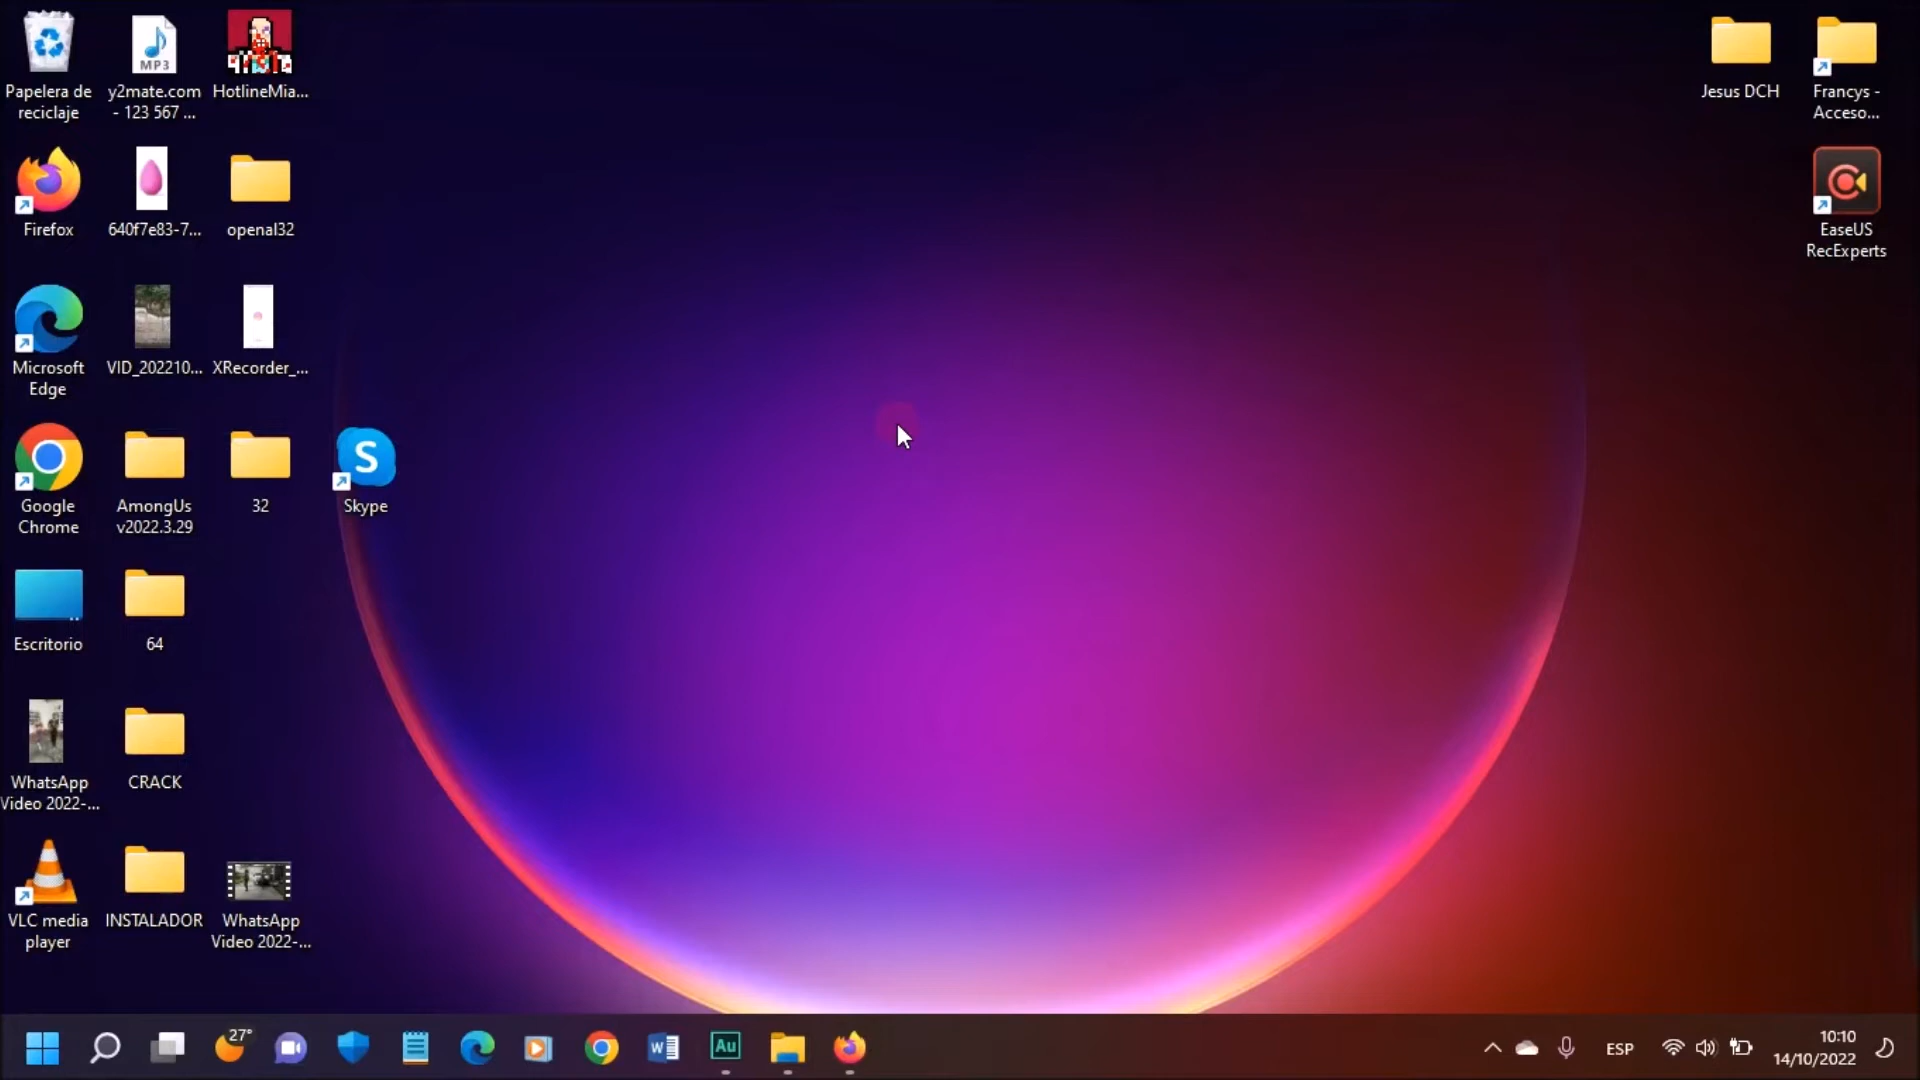 Papelera de
reciclaje
y2mate.com
- 123 567 ...
MP3
HotlineMia...
Jesus DCH
Francys -
Acceso...
Firefox
640f7e83-7...
openal32
EaseUS
RecExperts
Microsoft
Edge
VID_202210...
XRecorder_...
Google
Chrome
AmongUs
v2022.3.29
32
S
Skype
Escritorio
64
WhatsApp
Video 2022-...
CRACK
VLC media
player
INSTALADOR
WhatsApp
Video 2022-...
27°
W
Au
ESP
10:10
14/10/2022